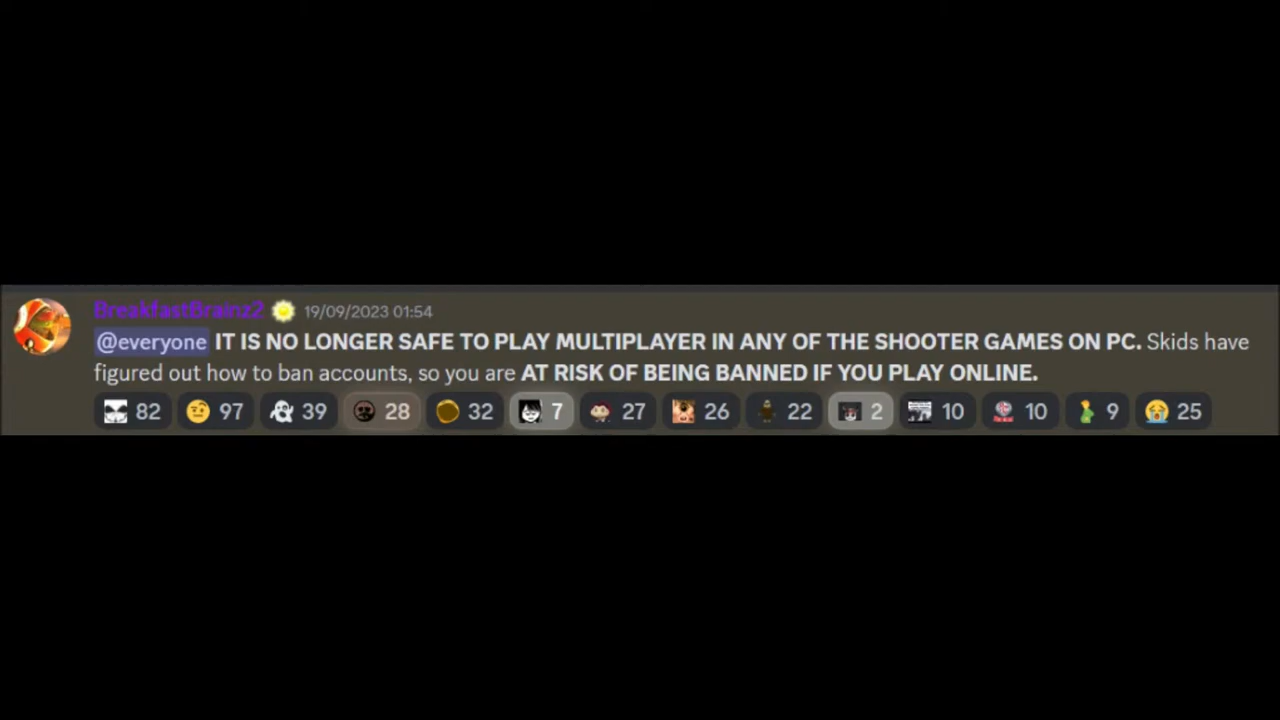 BreakfastBrainz2 19/09/2023 01:54
@everyone IT IS NO LONGER SAFE TO PLAY MULTIPLAYER IN ANY OF THE SHOOTER GAMES ON PC. Skids have
figured out how to ban accounts, so you are AT RISK OF BEING BANNED IF YOU PLAY ONLINE.
82 97 39 28 32 7 27 26 22 2 10 10 9 25